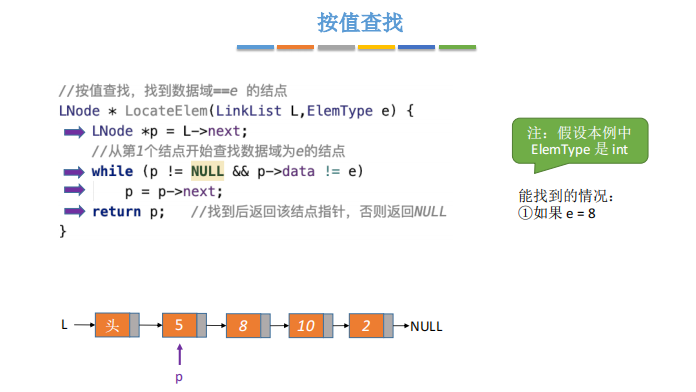 按值查找
//按值查找，找到数据域==e 的结点
LNode * LocateElem(LinkList L,ElemType e) {
LNode *p = L->next;
//从第1个结点开始查找数据域为e的结点
while (p != NULL && p->data != e)
p = p->next;
return p; //找到后返回该结点指针，否则返回NULL
}
注：假设本例中
ElemType 是 int
能找到的情况：
①如果 e = 8
L 头 5 8 10 2 NULL
p